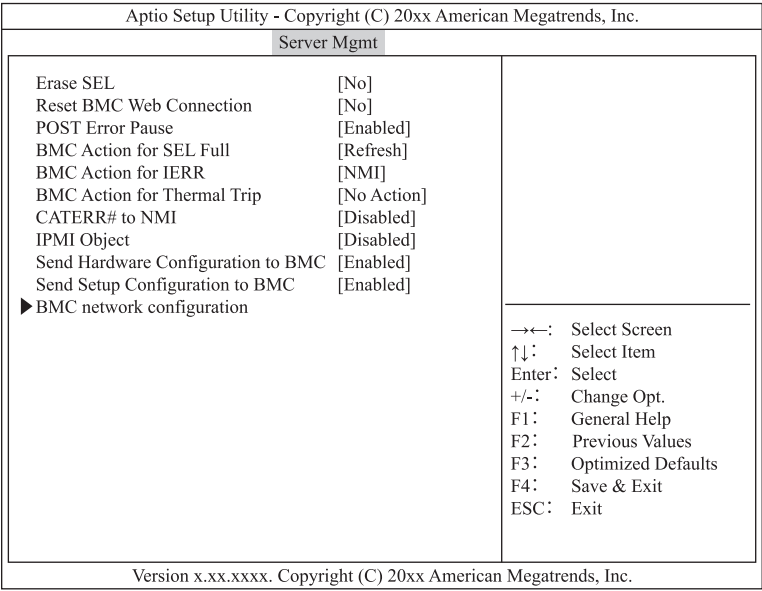 Aptio Setup Utility - Copyright (C) 20xx American Megatrends, Inc.
Server Mgmt
Erase SEL [No]
Reset BMC Web Connection [No]
POST Error Pause [Enabled]
BMC Action for SEL Full [Refresh]
BMC Action for IERR [NMI]
BMC Action for Thermal Trip [No Action]
CATERR# to NMI [Disabled]
IPMI Object [Disabled]
Send Hardware Configuration to BMC [Enabled]
Send Setup Configuration to BMC [Enabled]
▶BMC network configuration
→←: Select Screen
↑↓: Select Item
Enter: Select
+/-: Change Opt.
F1: General Help
F2: Previous Values
F3: Optimized Defaults
F4: Save & Exit
ESC: Exit
Version x.xx.xxxx. Copyright (C) 20xx American Megatrends, Inc.